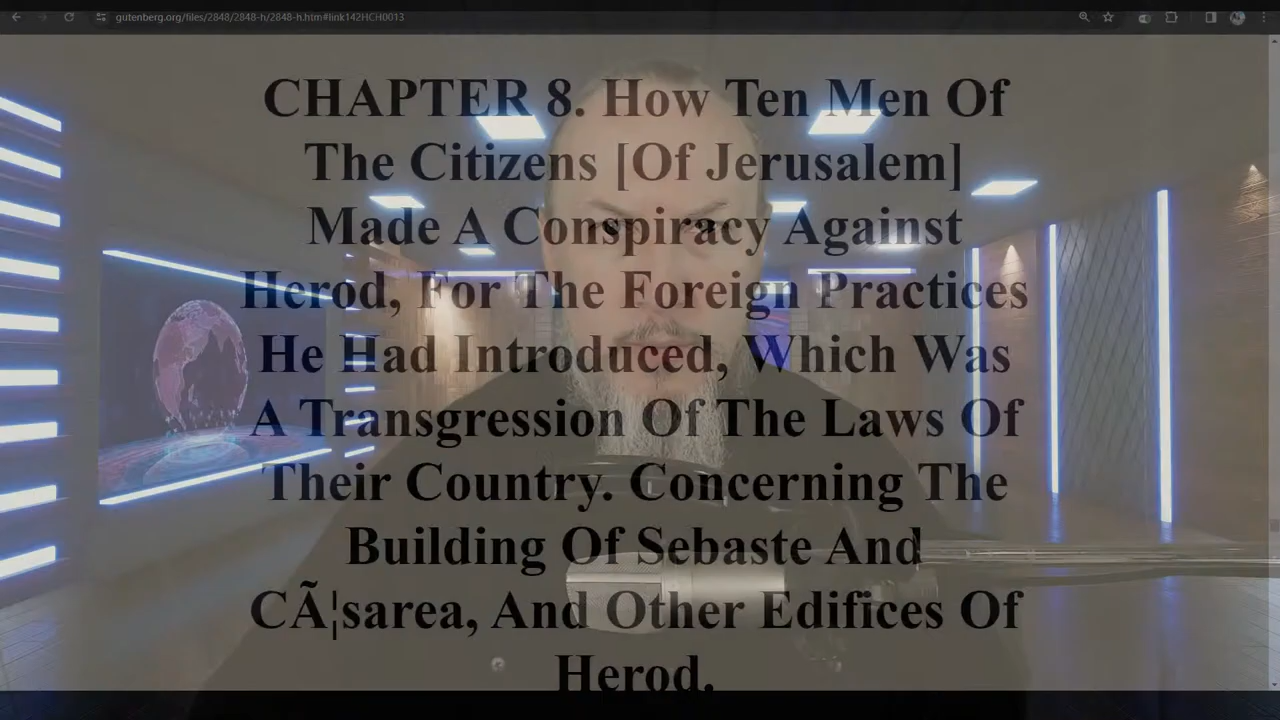 gutenberg.org/files/2848/2848-h/2848-h.htm#link142HCH0013
CHAPTER 8. How Ten Men Of
The Citizens [Of Jerusalem]
Made A Conspiracy Against
Herod, For The Foreign Practices
He Had Introduced, Which Was
A Transgression Of The Laws Of
Their Country. Concerning The
Building Of Sebaste And
CÃ¦sarea, And Other Edifices Of
Herod.